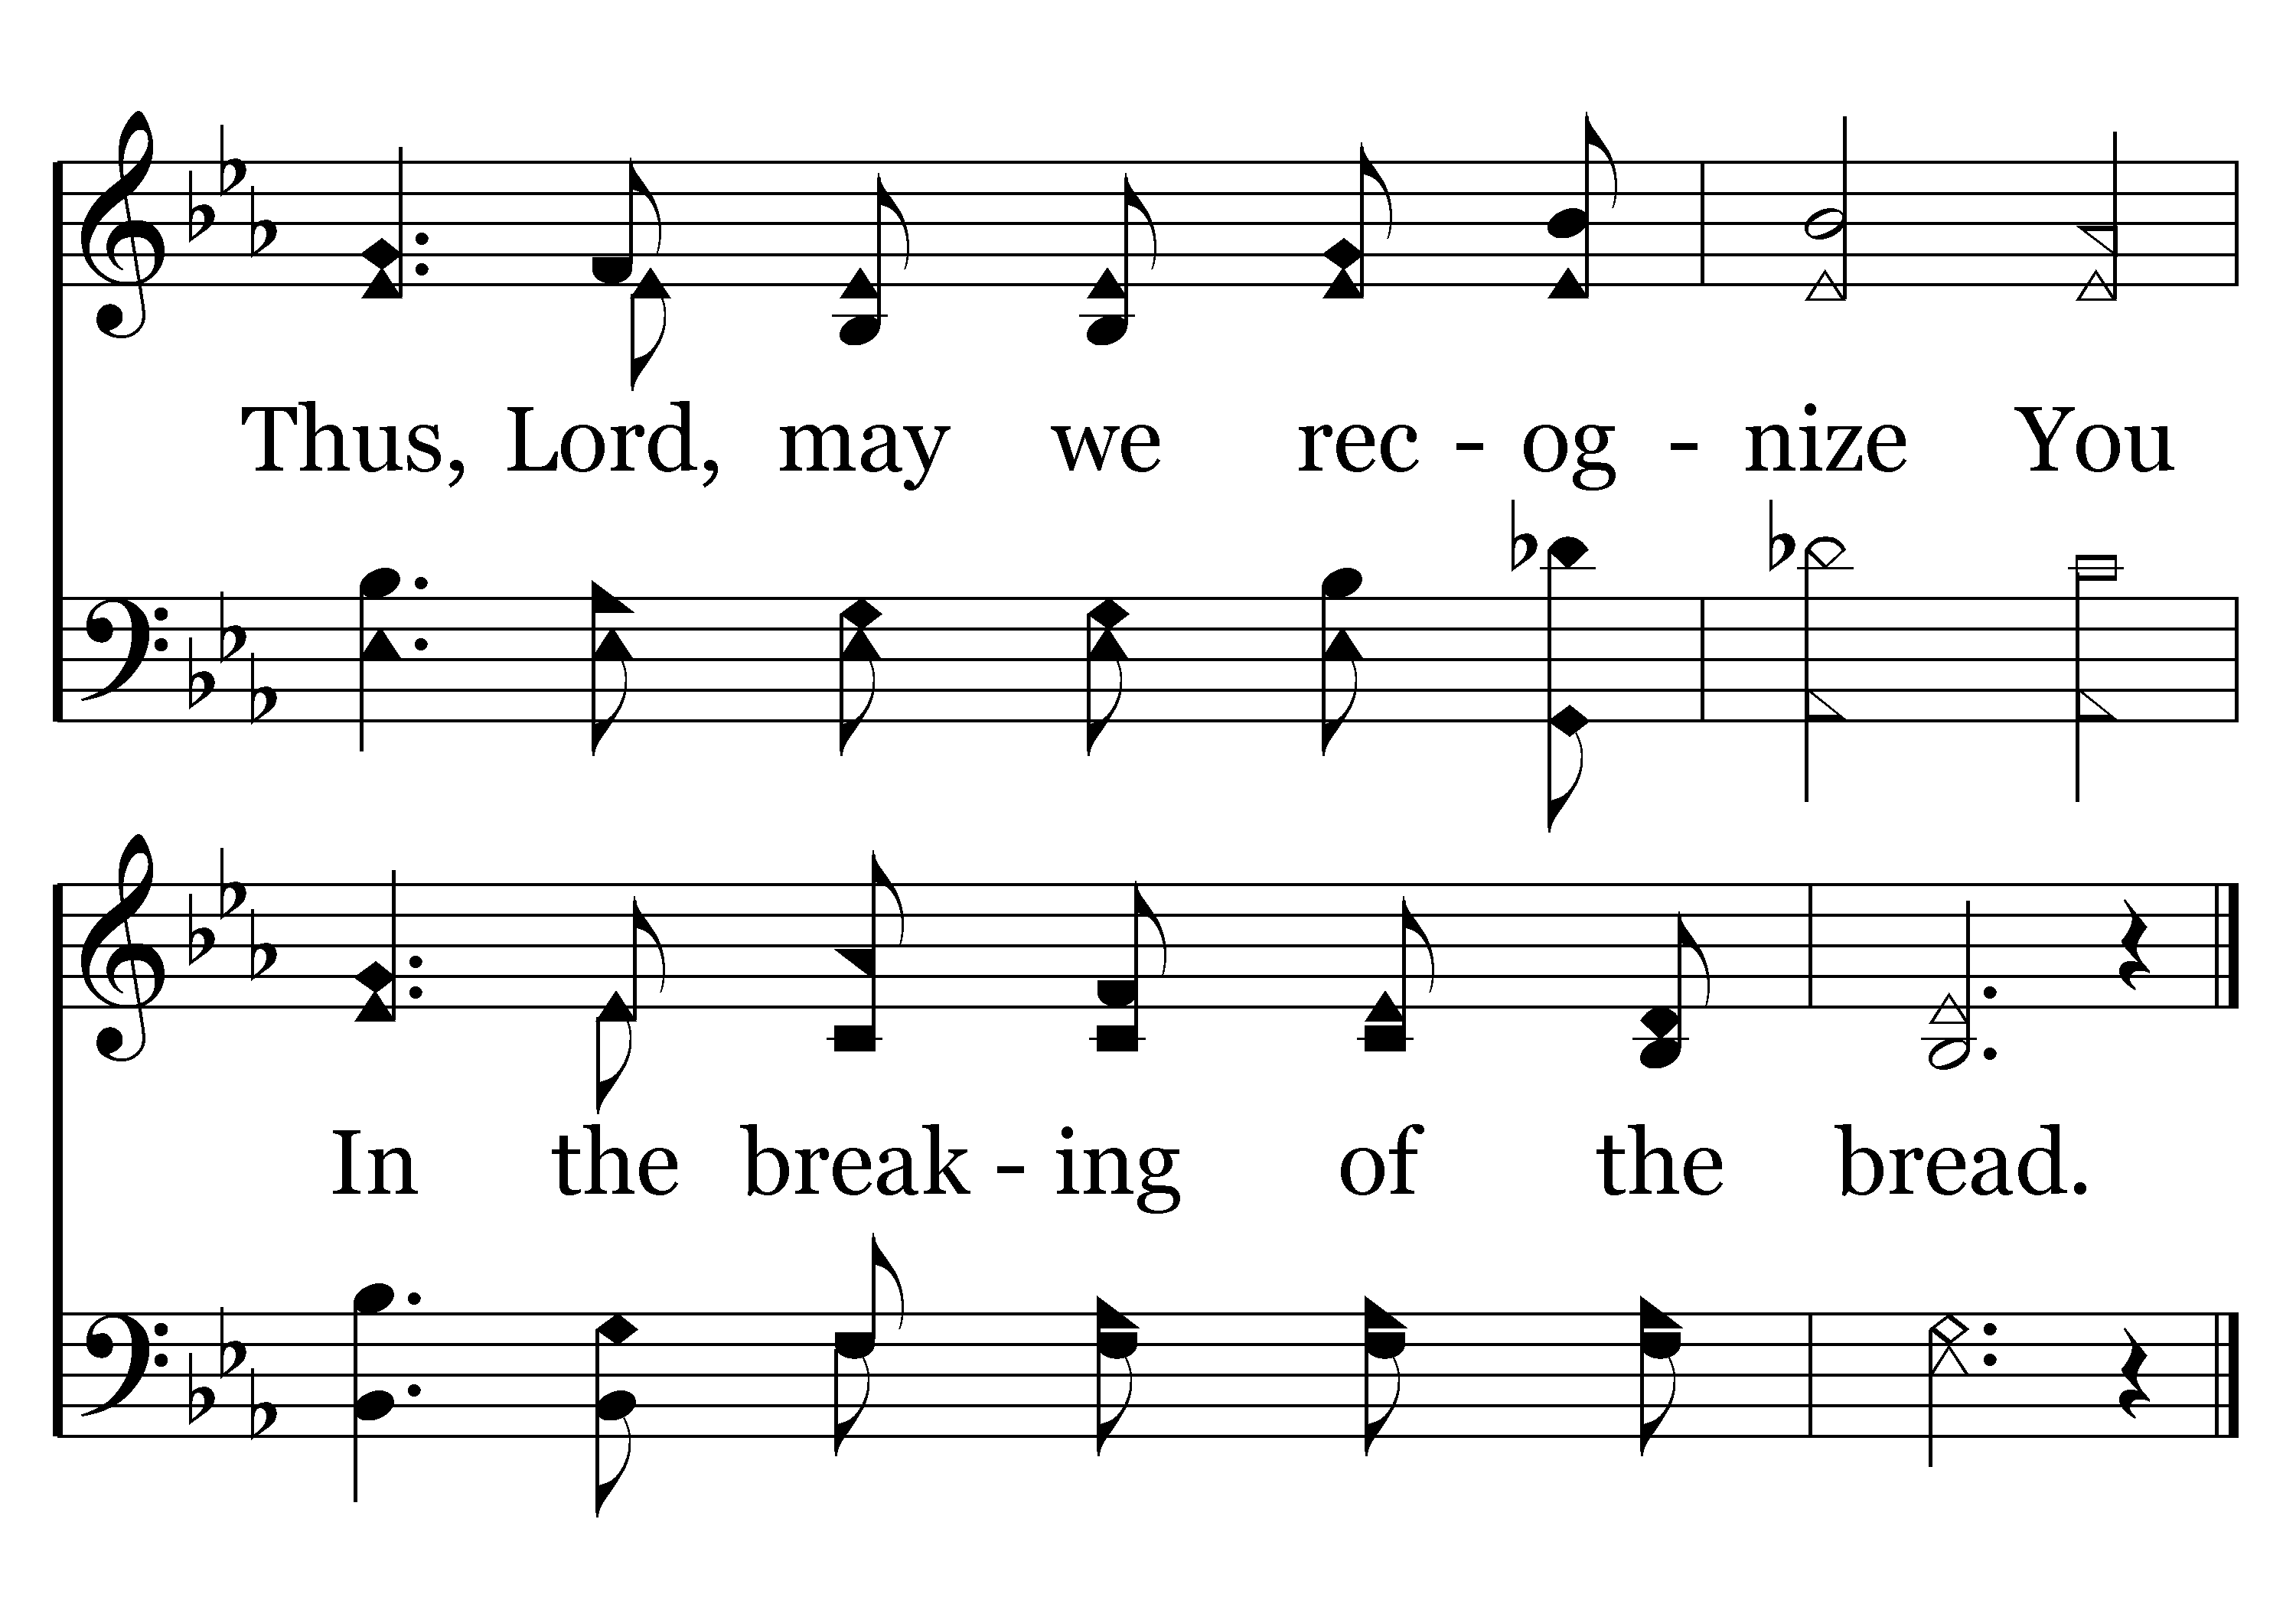 Thus, Lord, may we rec - og - nize You
In the break - ing of the bread.